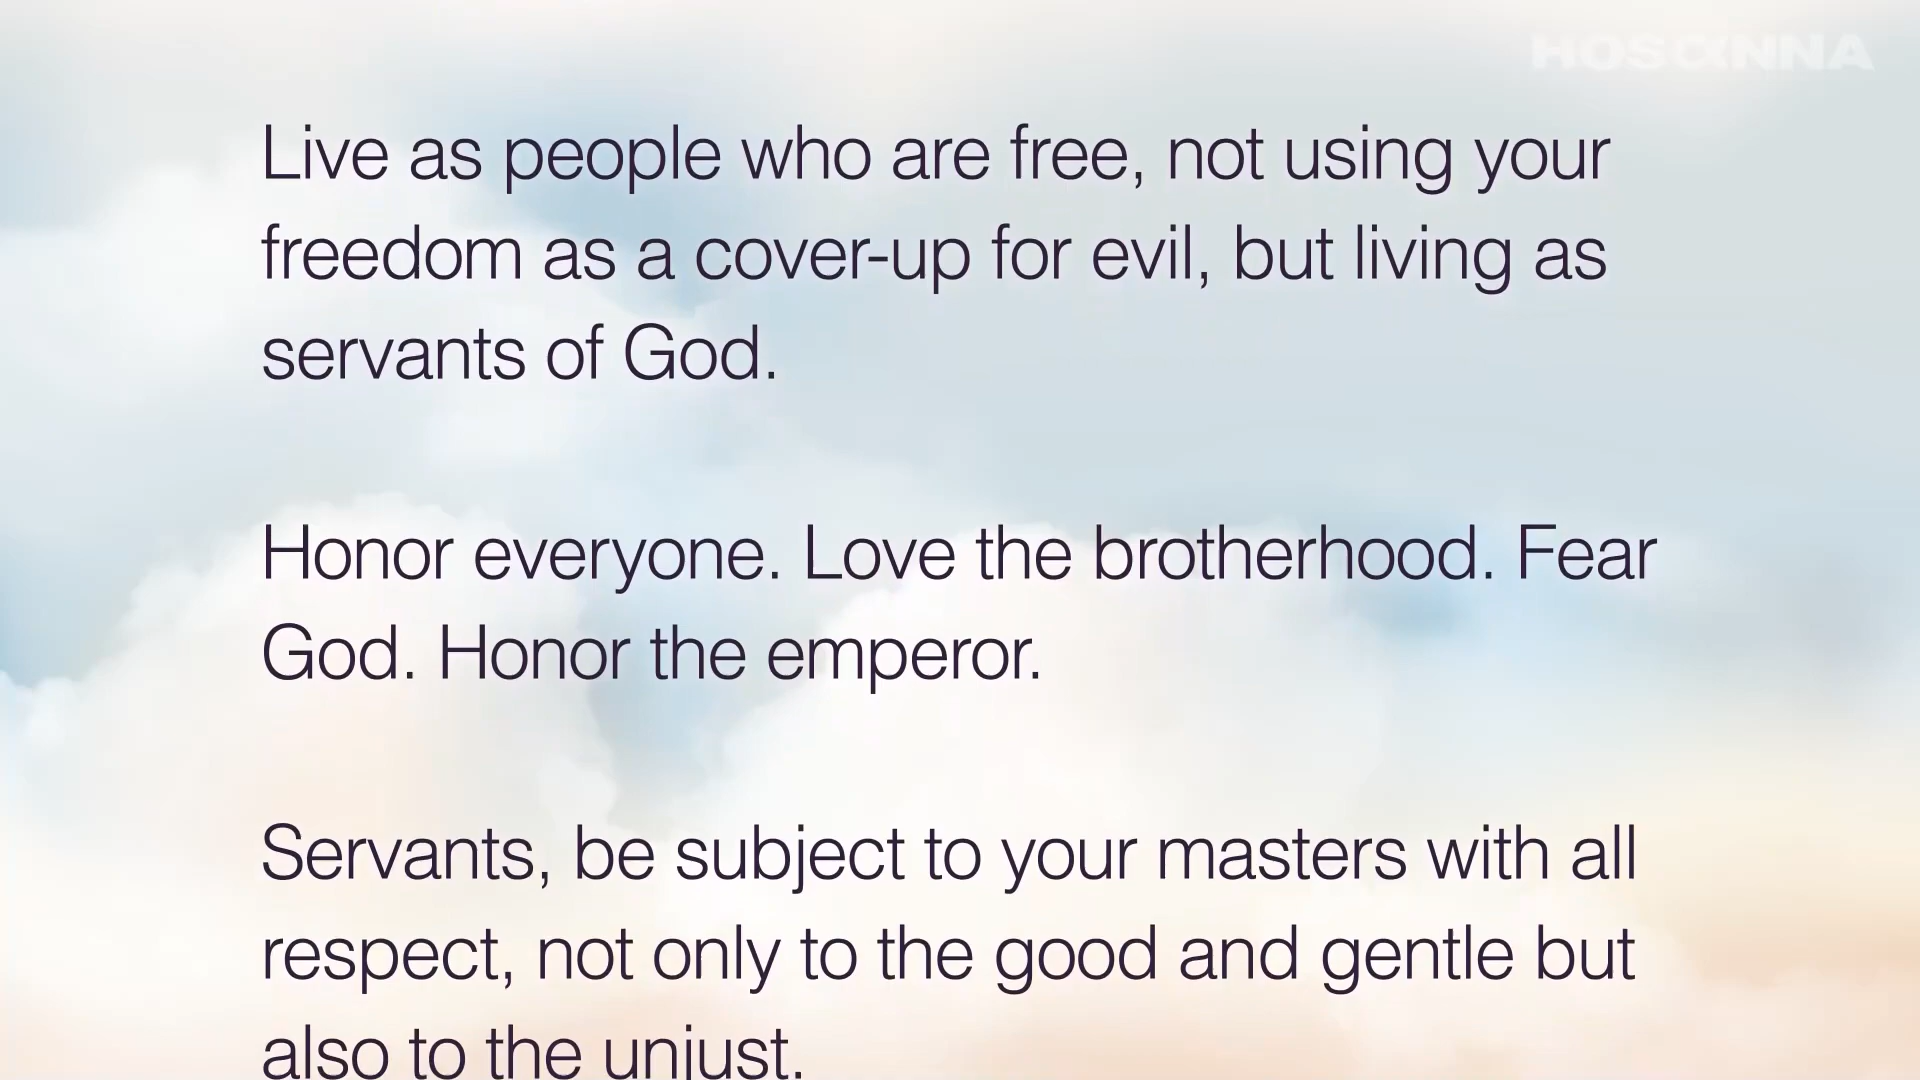 HOSANNA
Live as people who are free, not using your
freedom as a cover-up for evil, but living as
servants of God.
Honor everyone. Love the brotherhood. Fear
God. Honor the emperor.
Servants, be subject to your masters with all
respect, not only to the good and gentle but
also to the unjust.